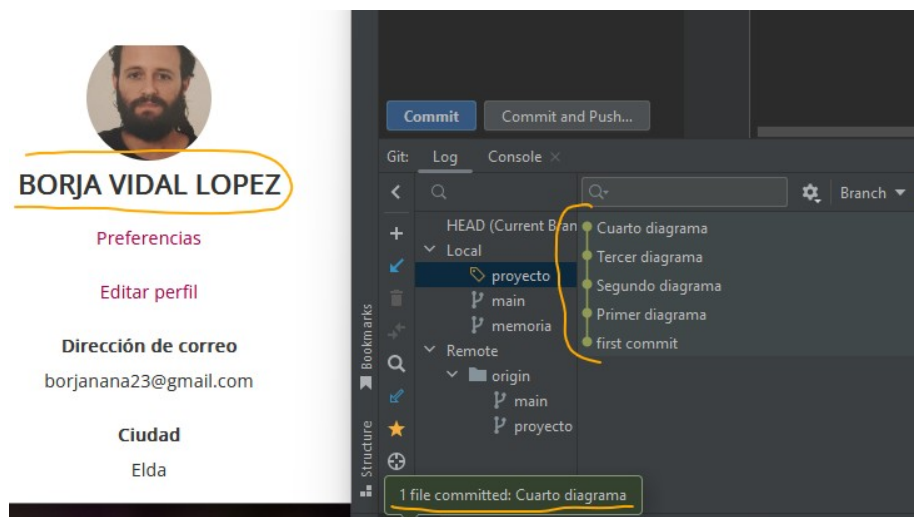 BORJA VIDAL LOPEZ
Preferencias
Editar perfil
Dirección de correo
borjanana23@gmail.com
Ciudad
Elda
Commit
Commit and Push...
Git:
Log
Console
Branch
HEAD (Current Bran
Local
proyecto
main
memoria
Remote
origin
main
proyecto
Cuarto diagrama
Tercer diagrama
Segundo diagrama
Primer diagrama
first commit
Bookmarks
Structure
1 file committed: Cuarto diagrama